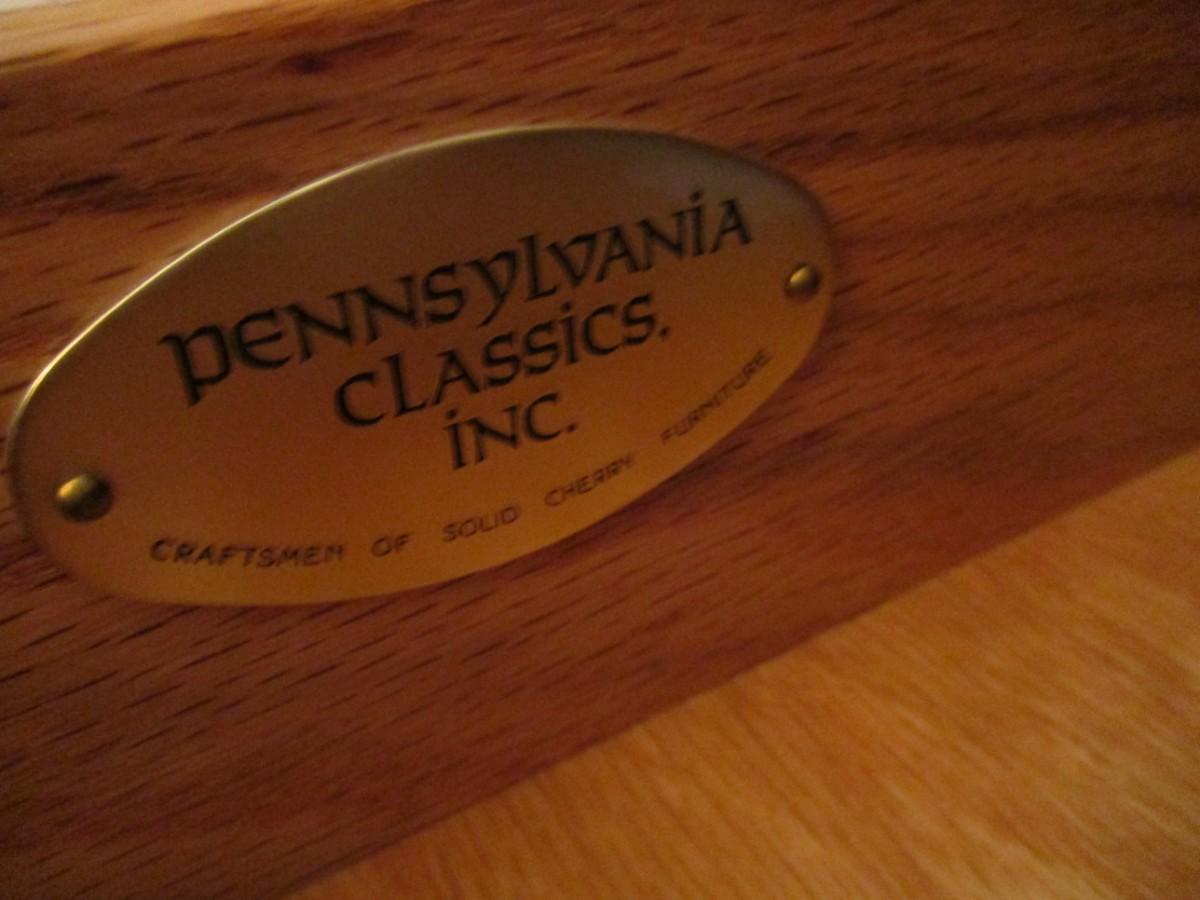 PENNSYLVANIA
CLASSICS,
INC.
CRAFTSMEN OF SOLID CHERRY FURNITURE